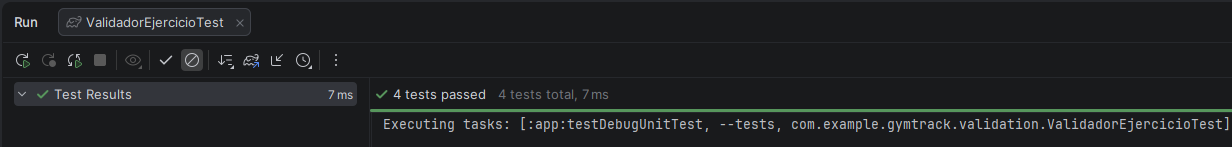 Run ValidadorEjercicioTest
Test Results 7 ms
4 tests passed 4 tests total, 7 ms
Executing tasks: [:app:testDebugUnitTest, --tests, com.example.gymtrack.validation.ValidadorEjercicioTest]